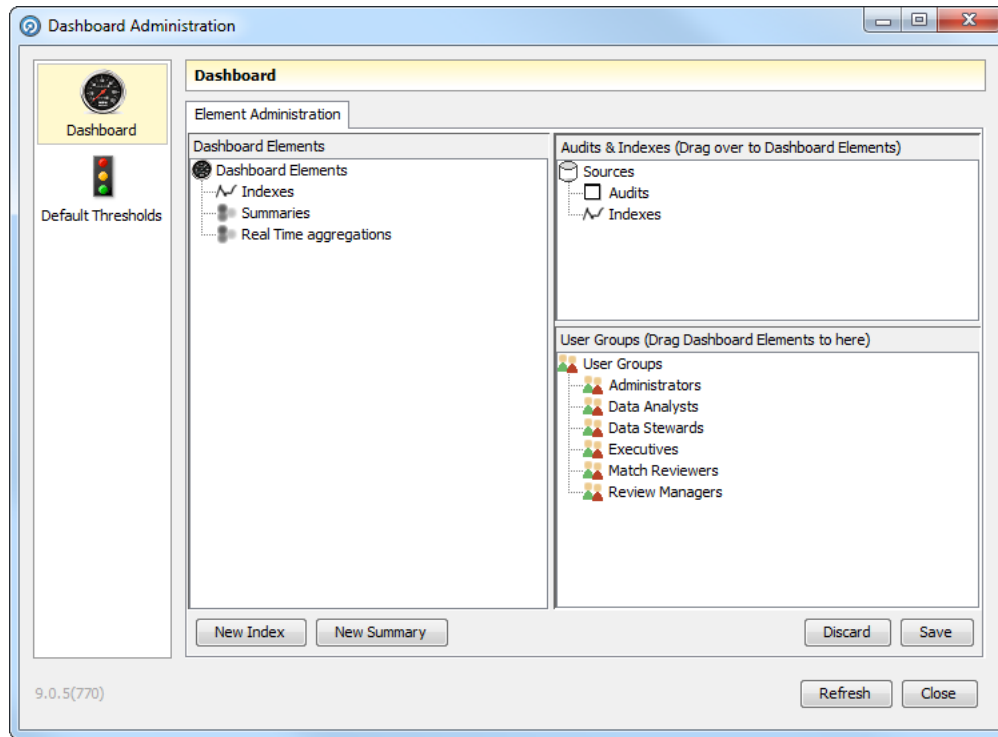 Dashboard Administration
Dashboard
Default Thresholds
Dashboard
Element Administration
Dashboard Elements
Dashboard Elements
Indexes
Summaries
Real Time aggregations
Audits & Indexes (Drag over to Dashboard Elements)
Sources
Audits
Indexes
User Groups (Drag Dashboard Elements to here)
User Groups
Administrators
Data Analysts
Data Stewards
Executives
Match Reviewers
Review Managers
New Index
New Summary
Discard
Save
9.0.5(770)
Refresh
Close